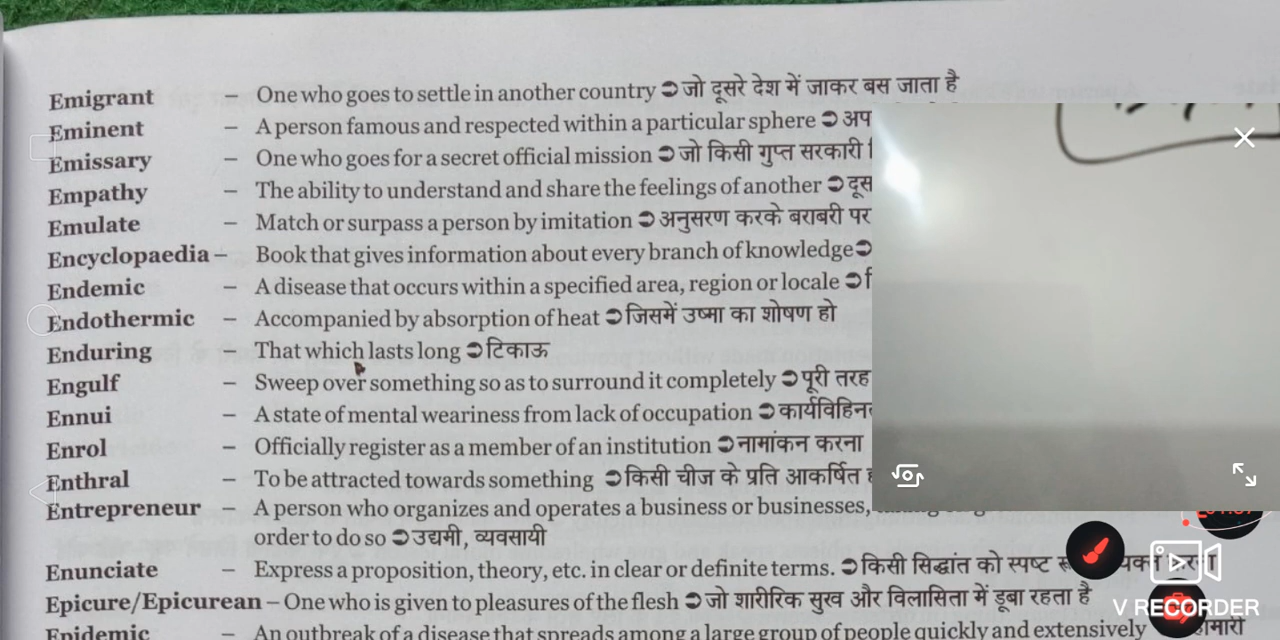 Emigrant – One who goes to settle in another country ➲ जो दूसरे देश में जाकर बस जाता है
Eminent – A person famous and respected within a particular sphere ➲ अप
Emissary – One who goes for a secret official mission ➲ जो किसी गुप्त सरकारी
Empathy – The ability to understand and share the feelings of another ➲ दूस
Emulate – Match or surpass a person by imitation ➲ अनुसरण करके बराबरी पर
Encyclopaedia – Book that gives information about every branch of knowledge ➲
Endemic – A disease that occurs within a specified area, region or locale ➲
Endothermic – Accompanied by absorption of heat ➲ जिसमें उष्मा का शोषण हो
Enduring – That which lasts long ➲ टिकाऊ
Engulf – Sweep over something so as to surround it completely ➲ पूरी तरह
Ennui – A state of mental weariness from lack of occupation ➲ कार्यविहिन
Enrol – Officially register as a member of an institution ➲ नामांकन करना
Enthral – To be attracted towards something ➲ किसी चीज के प्रति आकर्षित
Entrepreneur – A person who organizes and operates a business or businesses,
order to do so ➲ उद्यमी, व्यवसायी
Enunciate – Express a proposition, theory, etc. in clear or definite terms. ➲ किसी सिद्धांत को स्पष्ट
Epicure/Epicurean – One who is given to pleasures of the flesh ➲ जो शारीरिक सुख और विलासिता में डूबा रहता है
V RECORDER
Epidemic – An outbreak of a disease that spreads among a large group of people quickly and extensively